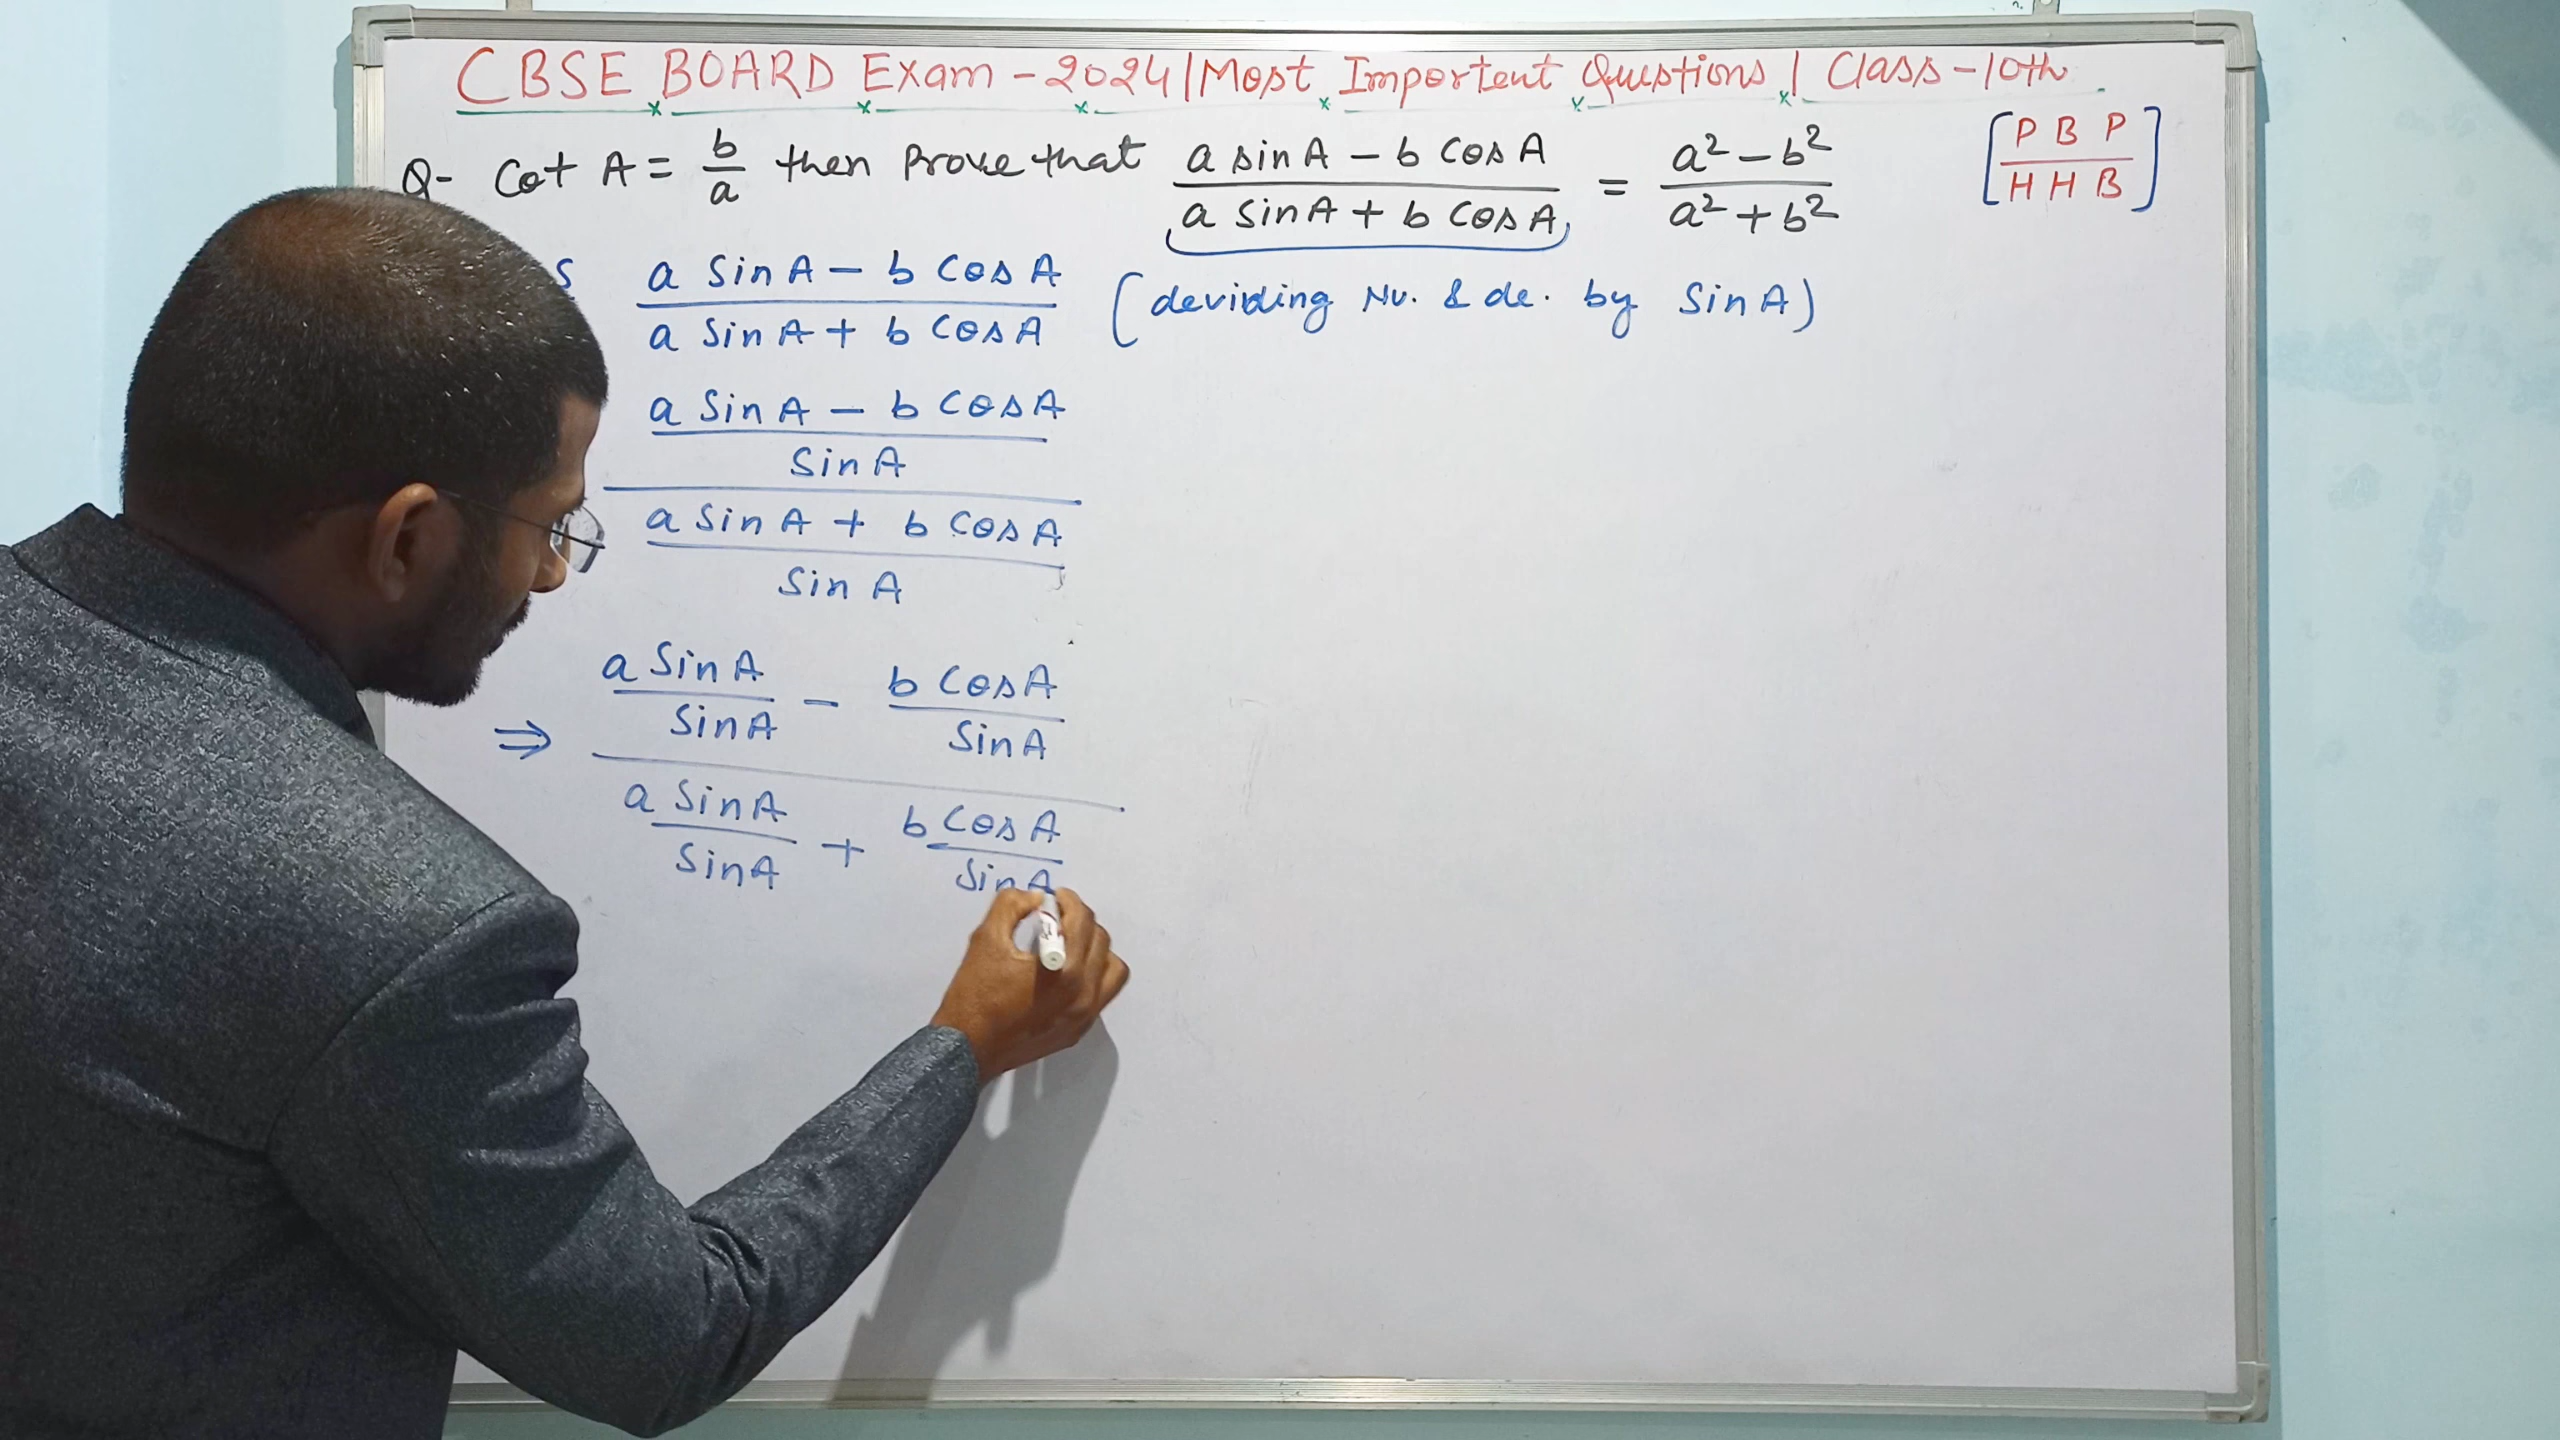 CBSE BOARD Exam - 2024 | Most Importent Questions | Class - 10th
Q- Cot A = b/a then Prove that (a sin A - b Cos A)/(a sin A + b Cos A) = (a² - b²)/(a² + b²) [P B P / H H B]
S (a Sin A - b Cos A)/(a Sin A + b Cos A) (deviding Nu. & de. by Sin A)
a Sin A - b Cos A
Sin A
a Sin A + b Cos A
Sin A
a Sin A / Sin A - b Cos A / Sin A
⇒
a Sin A / Sin A + b Cos A / Sin A